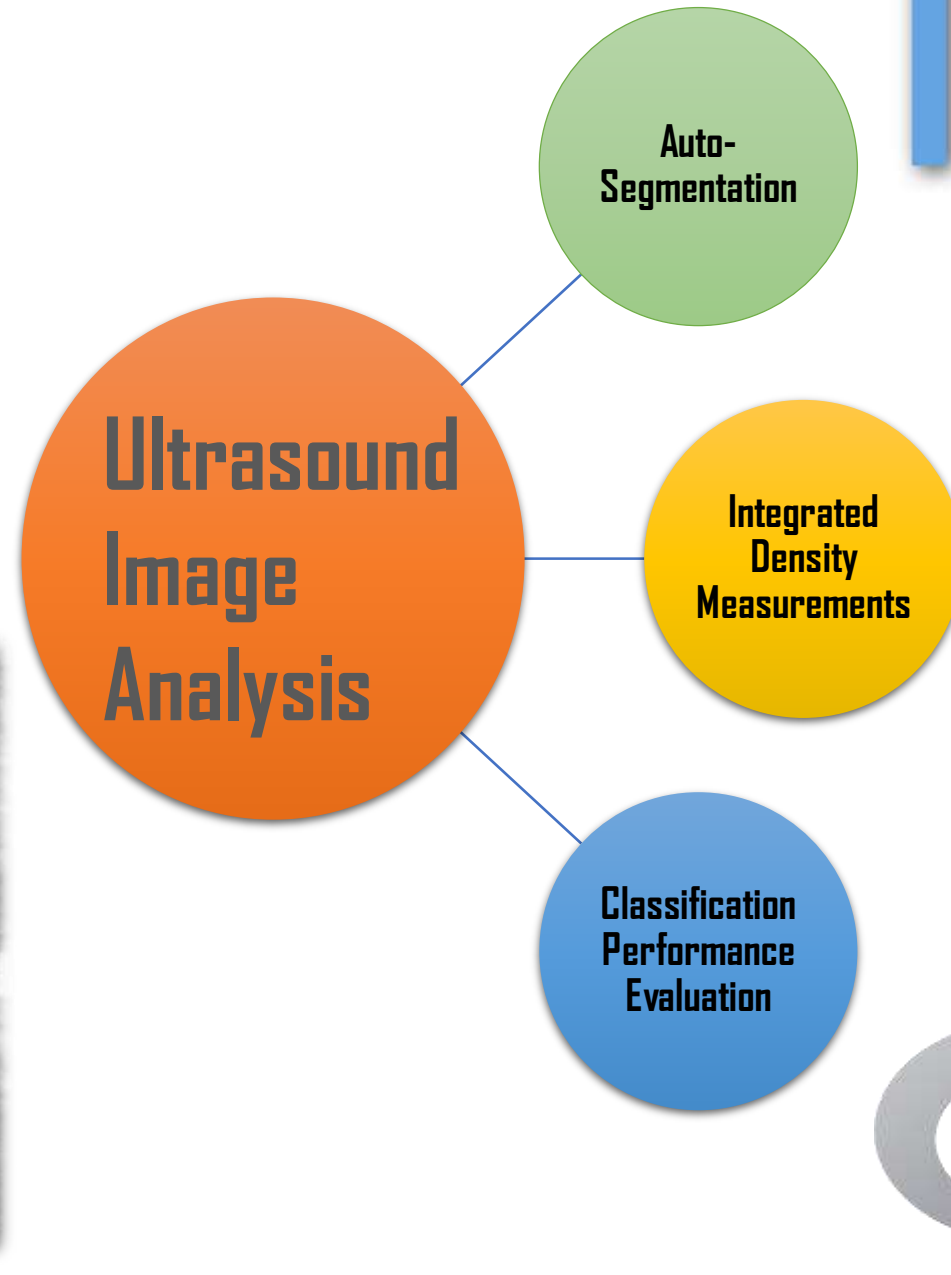 Auto-
Segmentation
Ultrasound
Image
Analysis
Integrated
Density
Measurements
Classification
Performance
Evaluation